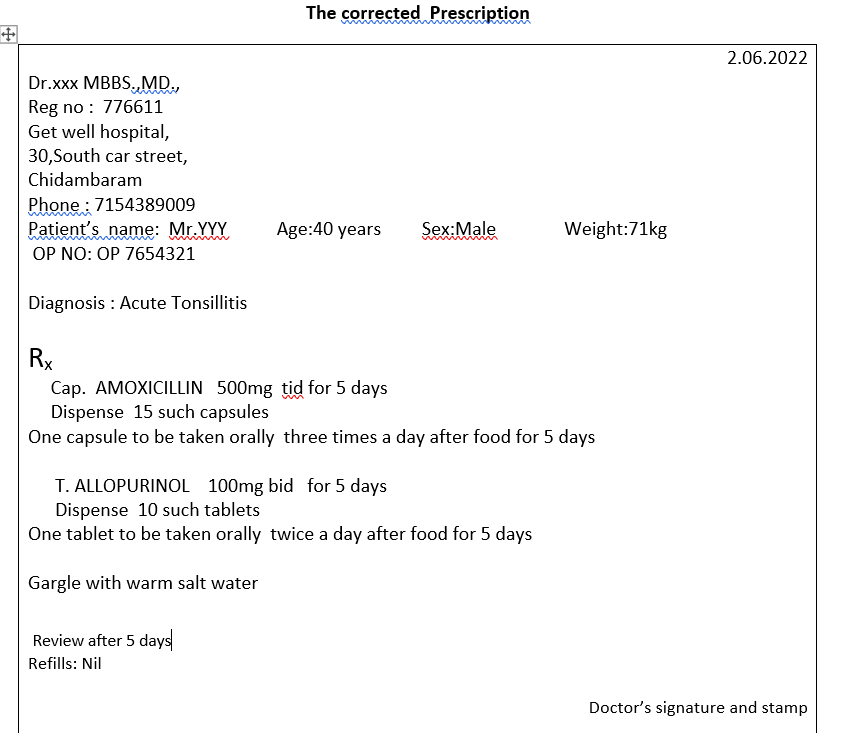 The corrected Prescription
2.06.2022
Dr.xxx MBBS.,MD.,
Reg no : 776611
Get well hospital,
30,South car street,
Chidambaram
Phone : 7154389009
Patient's name: Mr.YYY Age:40 years Sex:Male Weight:71kg
OP NO: OP 7654321
Diagnosis : Acute Tonsillitis
Rx
Cap. AMOXICILLIN 500mg tid for 5 days
Dispense 15 such capsules
One capsule to be taken orally three times a day after food for 5 days
T. ALLOPURINOL 100mg bid for 5 days
Dispense 10 such tablets
One tablet to be taken orally twice a day after food for 5 days
Gargle with warm salt water
Review after 5 days
Refills: Nil
Doctor's signature and stamp